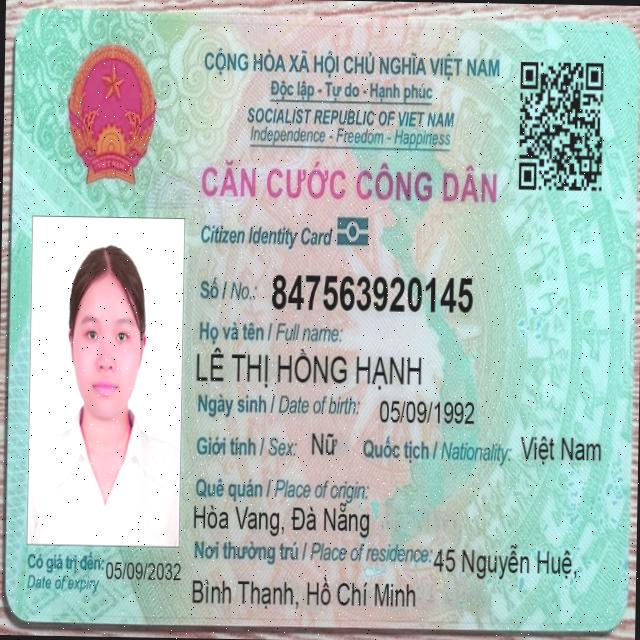 CỘNG HÒA XÃ HỘI CHỦ NGHĨA VIỆT NAM
Độc lập - Tự do - Hạnh phúc
SOCIALIST REPUBLIC OF VIET NAM
Independence - Freedom - Happiness
CĂN CƯỚC CÔNG DÂN
Citizen Identity Card
Số / No.: 847563920145
Họ và tên / Full name:
LÊ THỊ HỒNG HẠNH
Ngày sinh / Date of birth: 05/09/1992
Giới tính / Sex: Nữ Quốc tịch / Nationality: Việt Nam
Quê quán / Place of origin:
Hòa Vang, Đà Nẵng
Nơi thường trú / Place of residence: 45 Nguyễn Huệ,
Bình Thạnh, Hồ Chí Minh
Có giá trị đến: 05/09/2032
Date of expiry
VIỆT NAM